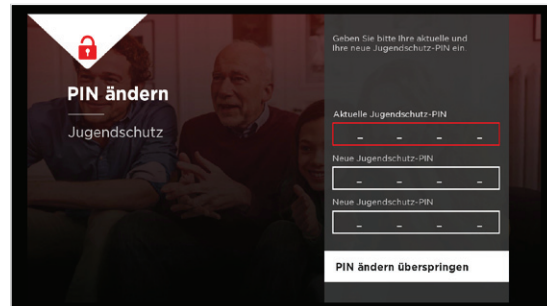 PIN ändern
Jugendschutz
Geben Sie bitte Ihre aktuelle und
Ihre neue Jugendschutz-PIN ein.
Aktuelle Jugendschutz-PIN
Neue Jugendschutz-PIN
Neue Jugendschutz-PIN
PIN ändern überspringen